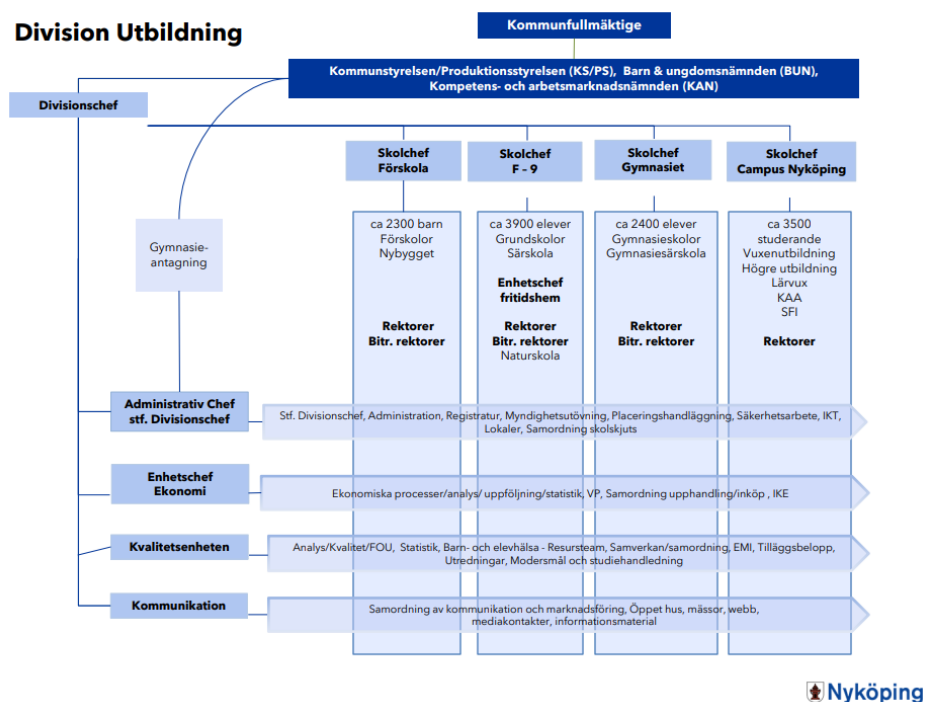 Division Utbildning
Kommunfullmäktige
Kommunstyrelsen/Produktionsstyrelsen (KS/PS),  Barn & ungdomsnämnden (BUN),
Kompetens- och arbetsmarknadsnämnden (KAN)
Divisionschef
Skolchef
Förskola
Skolchef
F – 9
Skolchef
Gymnasiet
Skolchef
Campus Nyköping
Gymnasie-
antagning
ca 2300 barn
Förskolor
Nybygget
Rektorer
Bitr. rektorer
ca 3900 elever
Grundskolor
Särskola
Enhetschef
fritidshem
Rektorer
Bitr. rektorer
Naturskola
ca 2400 elever
Gymnasieskolor
Gymnasiesärskola
Rektorer
Bitr. rektorer
ca 3500
studerande
Vuxenutbildning
Högre utbildning
Lärvux
KAA
SFI
Rektorer
Administrativ Chef
stf. Divisionschef
Stf. Divisionschef, Administration, Registratur, Myndighetsutövning, Placeringshandläggning, Säkerhetsarbete, IKT,
Lokaler, Samordning skolskjuts
Enhetschef
Ekonomi
Ekonomiska processer/analys/ uppföljning/statistik, VP, Samordning upphandling/inköp , IKE
Kvalitetsenheten
Analys/Kvalitet/FOU,  Statistik, Barn- och elevhälsa - Resursteam, Samverkan/samordning, EMI, Tilläggsbelopp,
Utredningar, Modersmål och studiehandledning
Kommunikation
Samordning av kommunikation och marknadsföring, Öppet hus, mässor, webb,
mediakontakter, informationsmaterial
Nyköping